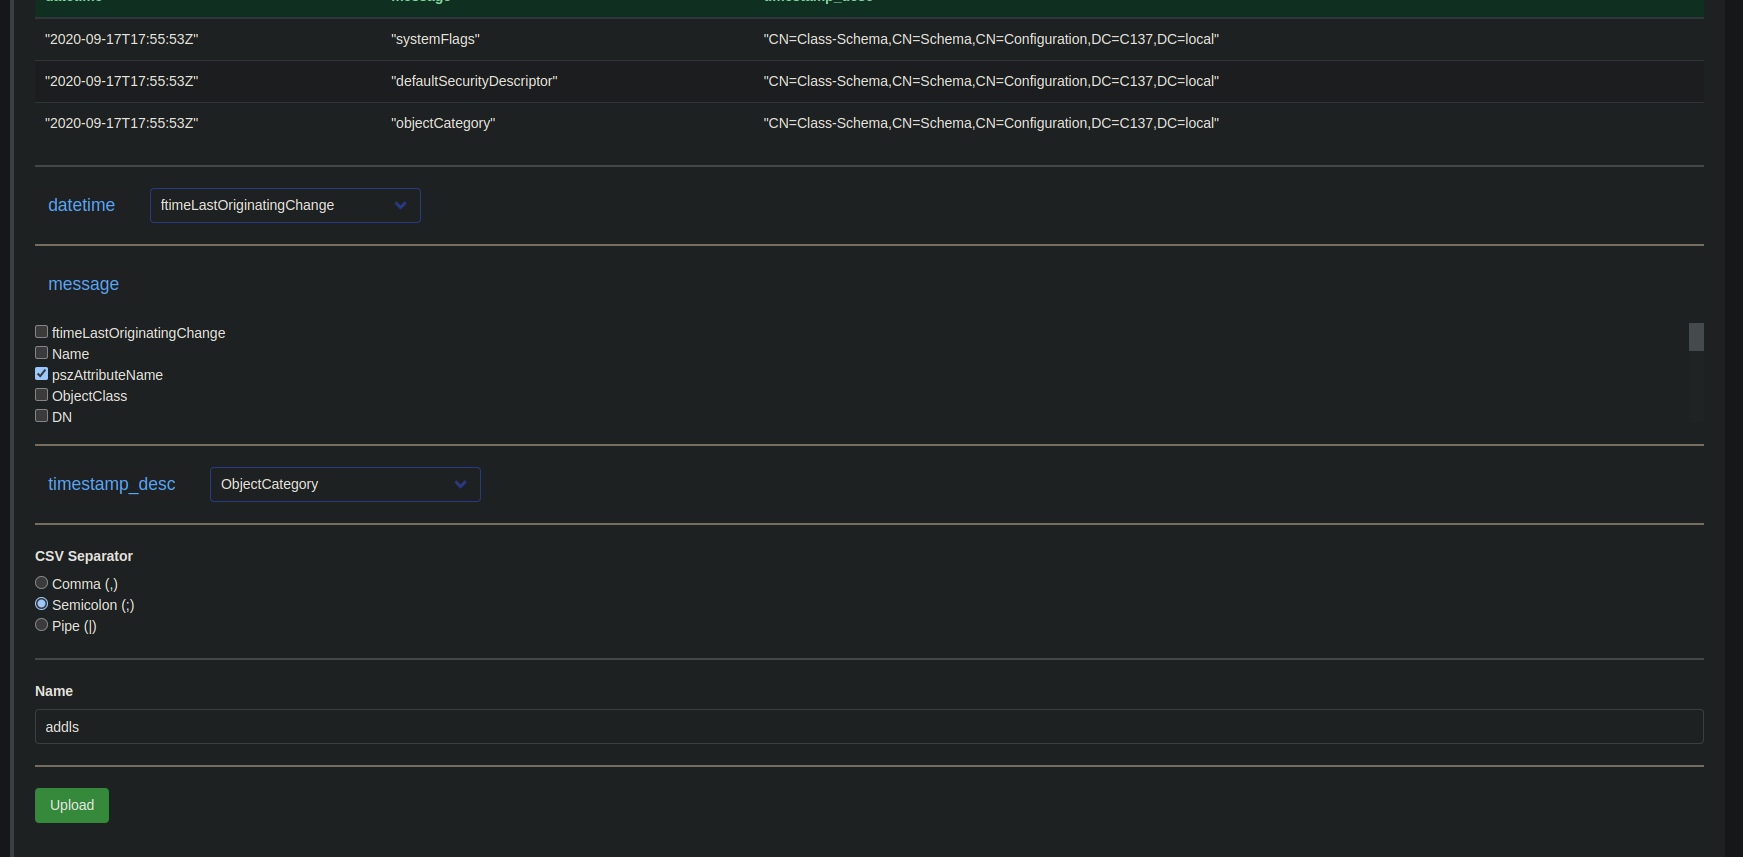 datetime message timestamp_desc
"2020-09-17T17:55:53Z" "systemFlags" "CN=Class-Schema,CN=Schema,CN=Configuration,DC=C137,DC=local"
"2020-09-17T17:55:53Z" "defaultSecurityDescriptor" "CN=Class-Schema,CN=Schema,CN=Configuration,DC=C137,DC=local"
"2020-09-17T17:55:53Z" "objectCategory" "CN=Class-Schema,CN=Schema,CN=Configuration,DC=C137,DC=local"
datetime ftimeLastOriginatingChange
message
ftimeLastOriginatingChange
Name
pszAttributeName
ObjectClass
DN
timestamp_desc ObjectCategory
CSV Separator
Comma (,)
Semicolon (;)
Pipe (|)
Name
addls
Upload